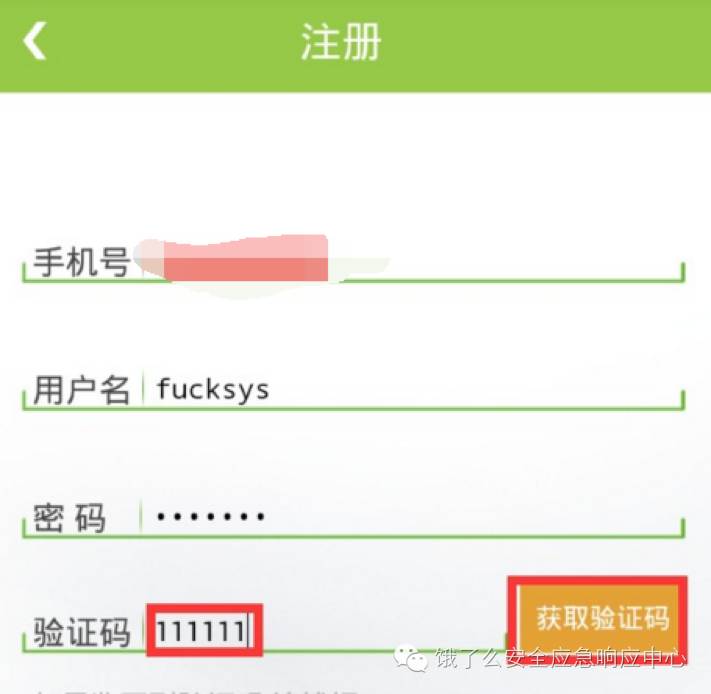 注册
手机号
用户名 fucksys
密 码 •••••••
验证码 111111 获取验证码
饿了么安全应急响应中心